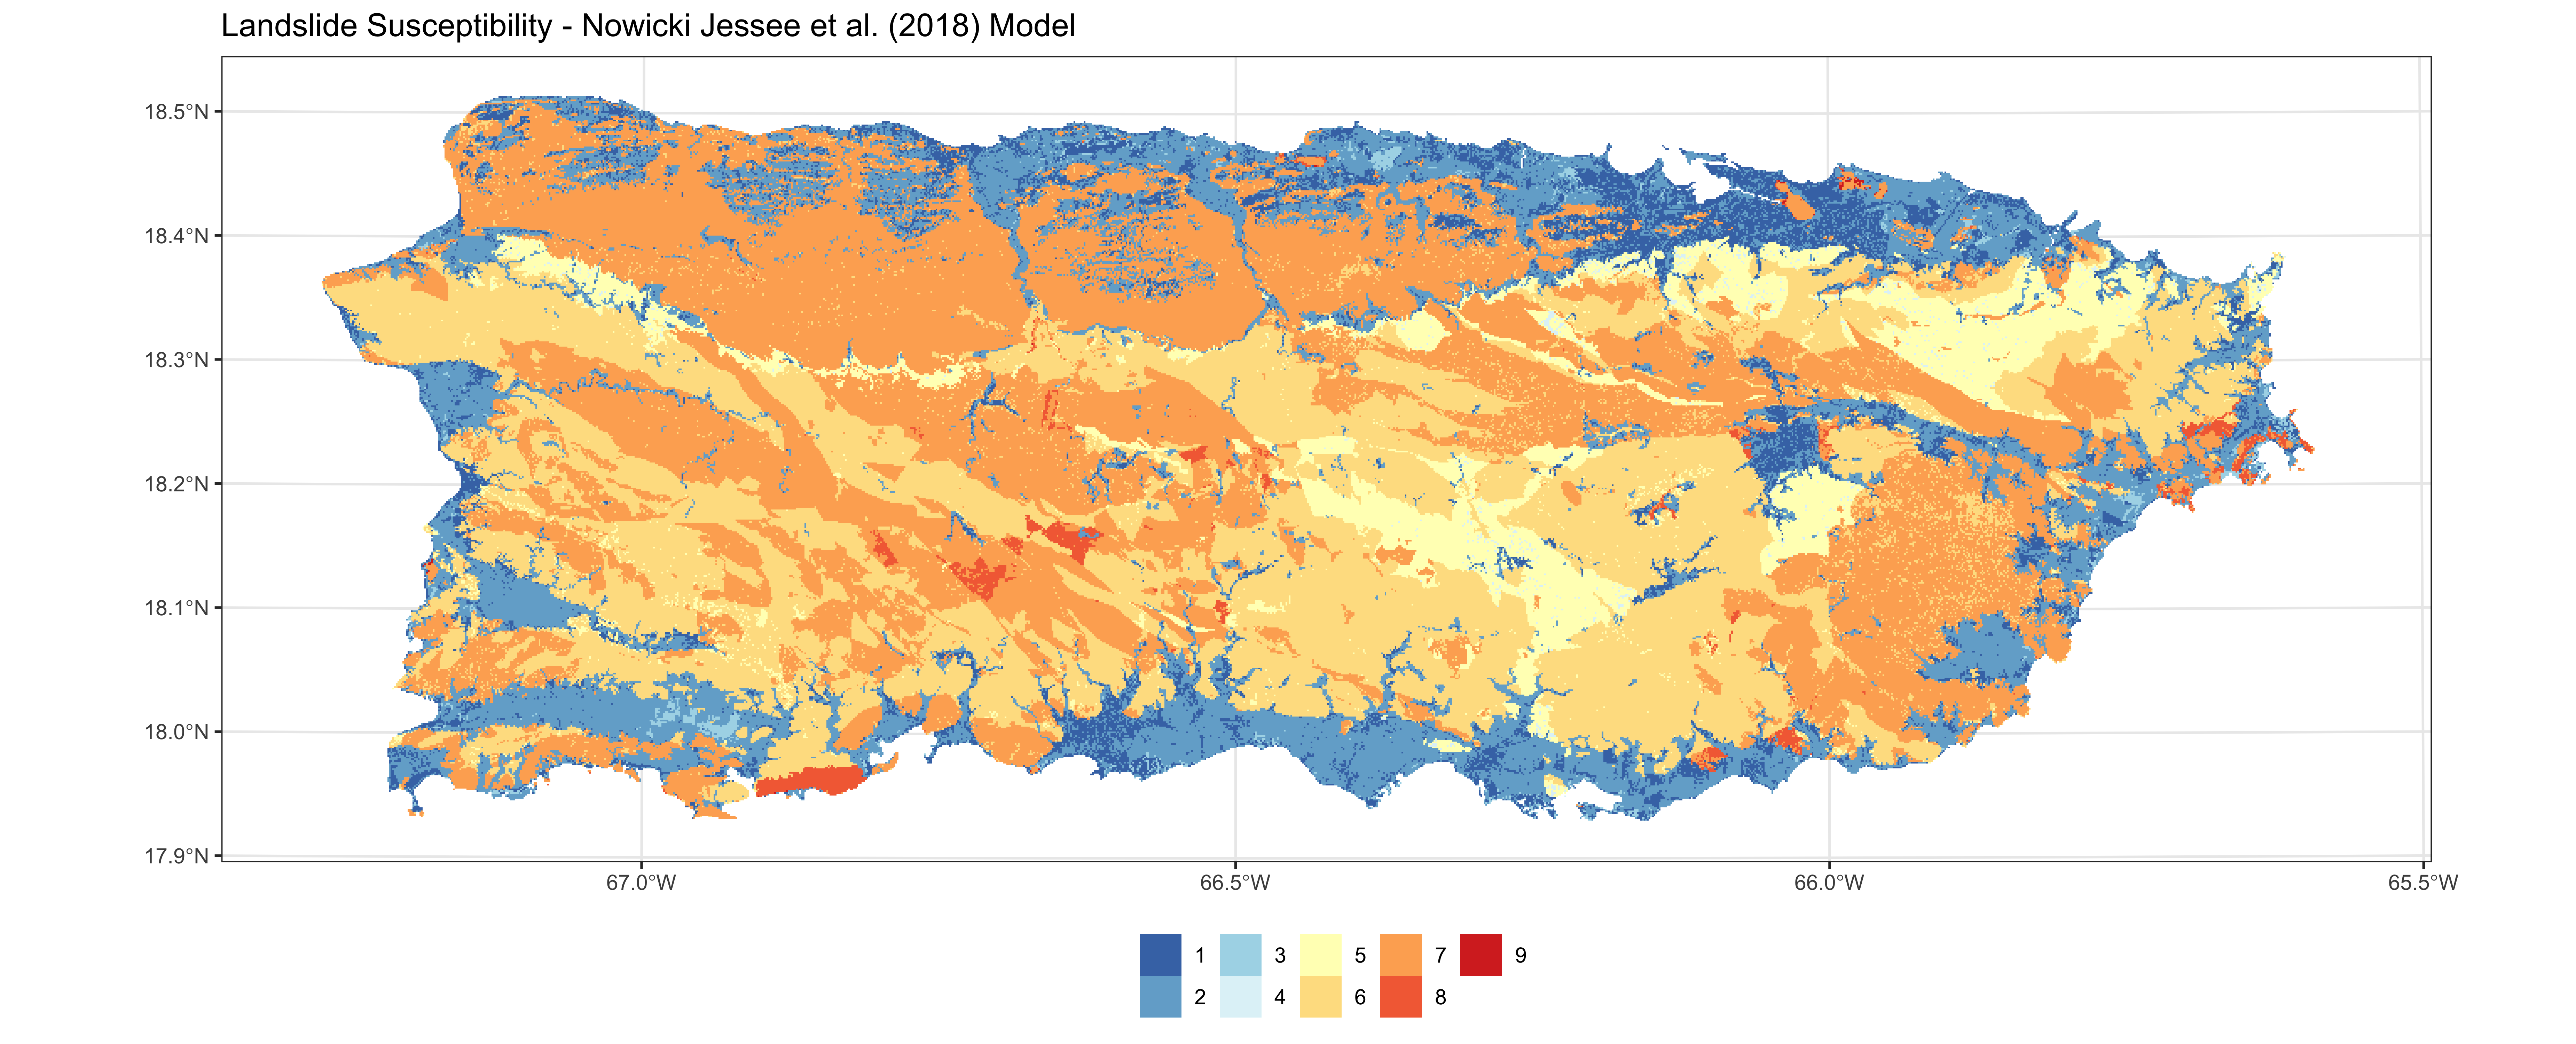 Landslide Susceptibility - Nowicki Jessee et al. (2018) Model
18.5°N
18.4°N
18.3°N
18.2°N
18.1°N
18.0°N
17.9°N
67.0°W 66.5°W 66.0°W 65.5°W
1 3 5 7 9
2 4 6 8